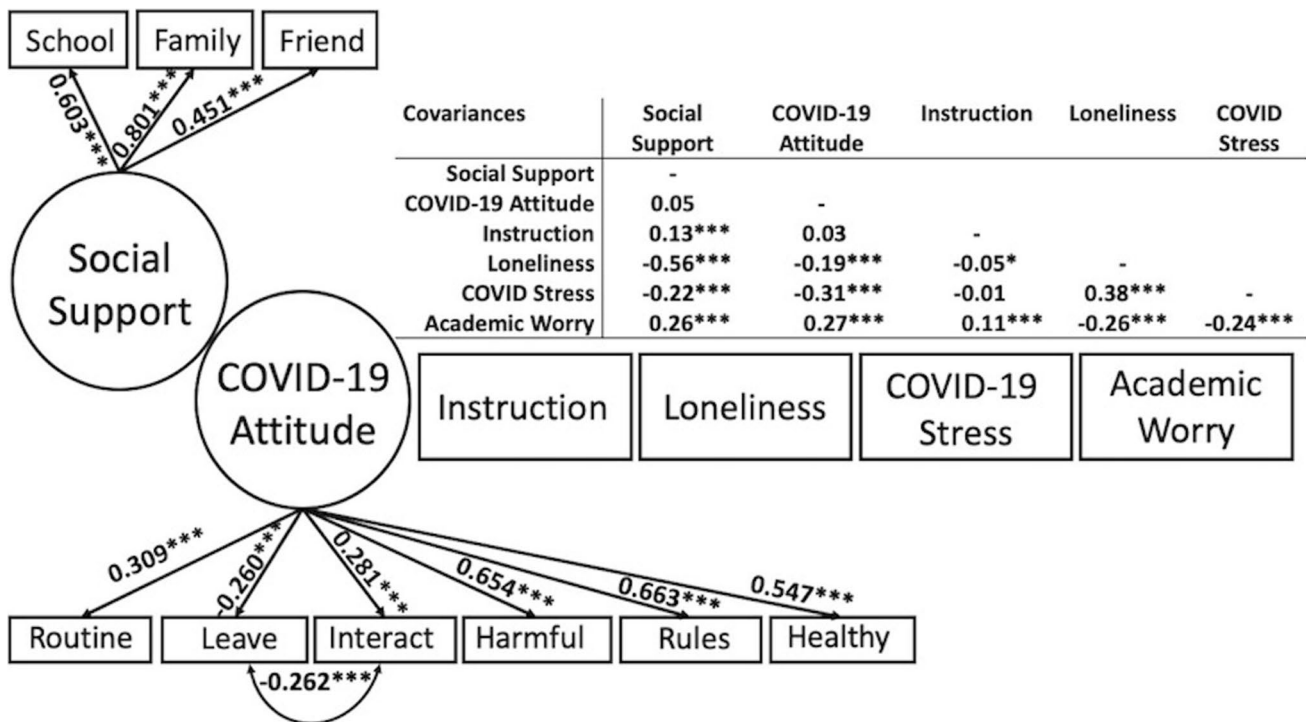 School Family Friend
0.603*** 0.801*** 0.451***
Social
Support
Covariances Social Support COVID-19 Attitude Instruction Loneliness COVID Stress
Social Support -
COVID-19 Attitude 0.05 -
Instruction 0.13*** 0.03 -
Loneliness -0.56*** -0.19*** -0.05* -
COVID Stress -0.22*** -0.31*** -0.01 0.38*** -
Academic Worry 0.26*** 0.27*** 0.11*** -0.26*** -0.24***
COVID-19
Attitude
Instruction
Loneliness
COVID-19
Stress
Academic
Worry
0.309*** -0.260*** 0.281*** 0.654*** 0.663*** 0.547***
Routine Leave Interact Harmful Rules Healthy
-0.262***